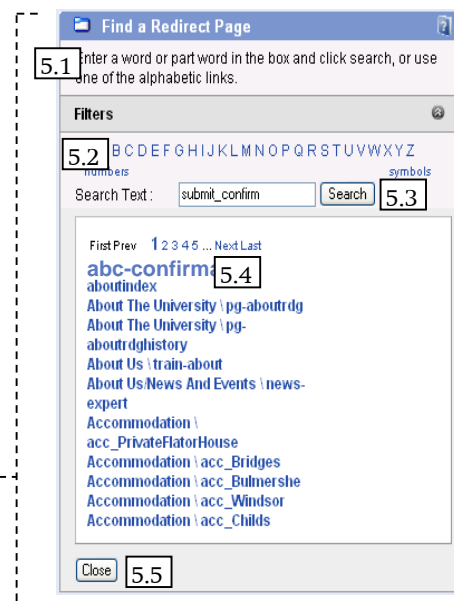 Find a Redirect Page
5.1 Enter a word or part word in the box and click search, or use
one of the alphabetic links.
Filters
5.2 B C D E F G H I J K L M N O P Q R S T U V W X Y Z
numbers symbols
Search Text : submit_confirm Search 5.3
First Prev 1 2 3 4 5 ... Next Last
abc-confirma 5.4
aboutindex
About The University \ pg-aboutrdg
About The University \ pg-
aboutrdghistory
About Us \ train-about
About Us/News And Events \ news-
expert
Accommodation \
acc_PrivateFlatorHouse
Accommodation \ acc_Bridges
Accommodation \ acc_Bulmershe
Accommodation \ acc_Windsor
Accommodation \ acc_Childs
Close 5.5